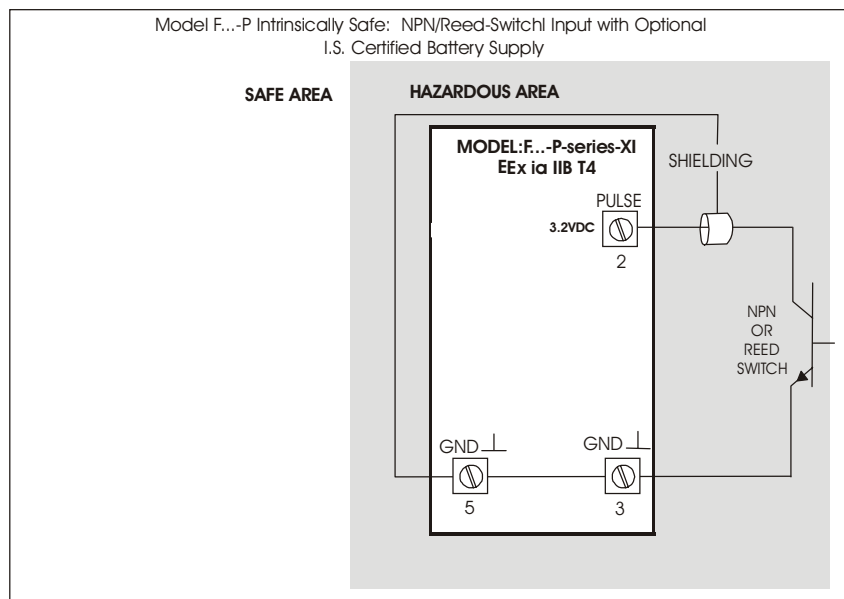 Model F...-P Intrinsically Safe:  NPN/Reed-Switchl Input with Optional
I.S. Certified Battery Supply
SAFE AREA
HAZARDOUS AREA
MODEL:F...-P-series-XI
EEx ia IIB T4
SHIELDING
PULSE
3.2VDC
2
NPN
OR
REED
SWITCH
GND
GND
5
3